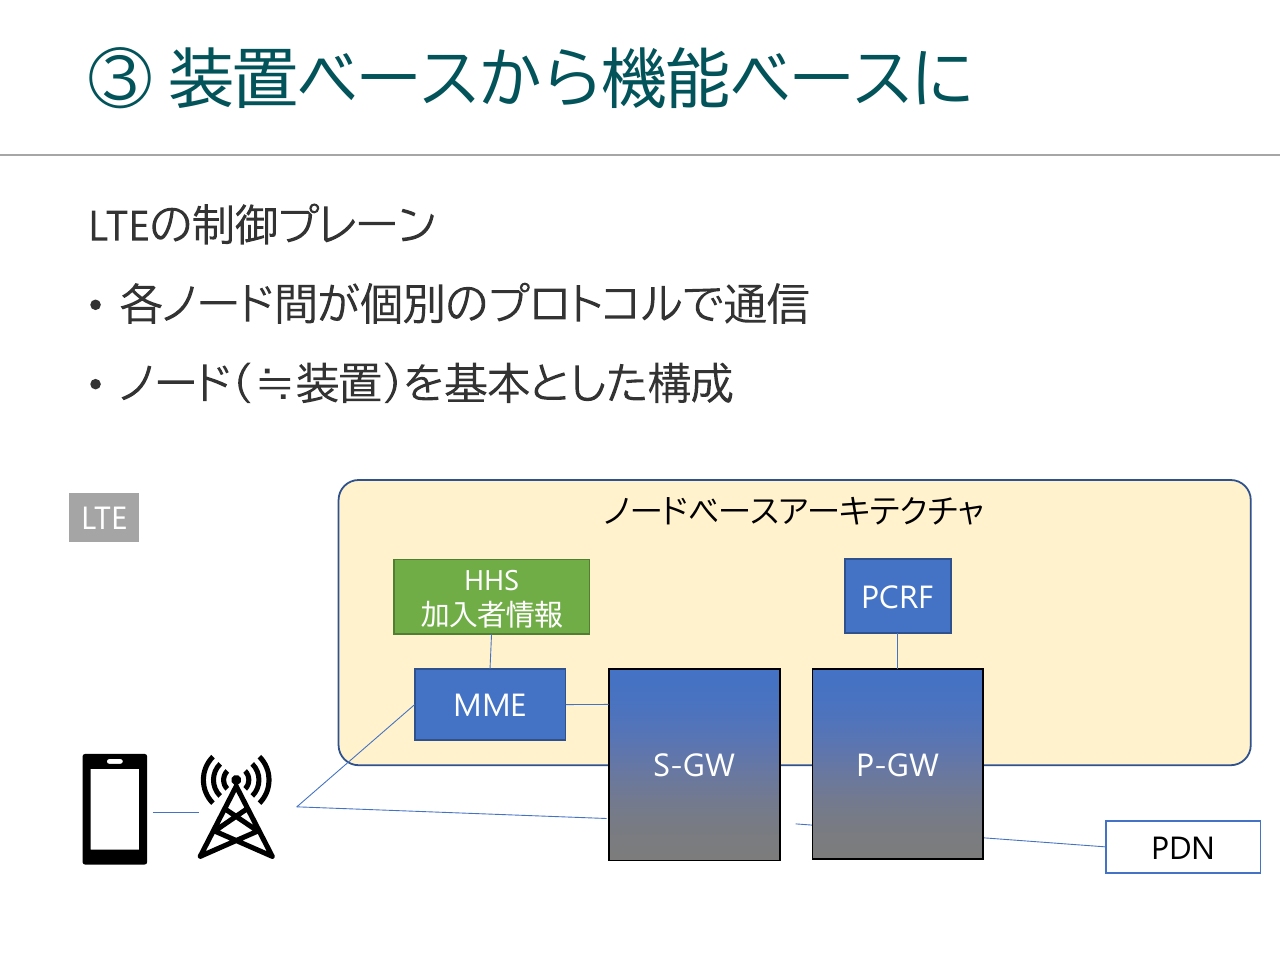 ③ 装置ベースから機能ベースに
LTEの制御プレーン
• 各ノード間が個別のプロトコルで通信
• ノード（≒装置）を基本とした構成
LTE
ノードベースアーキテクチャ
HHS
加入者情報
PCRF
MME
S-GW
P-GW
PDN